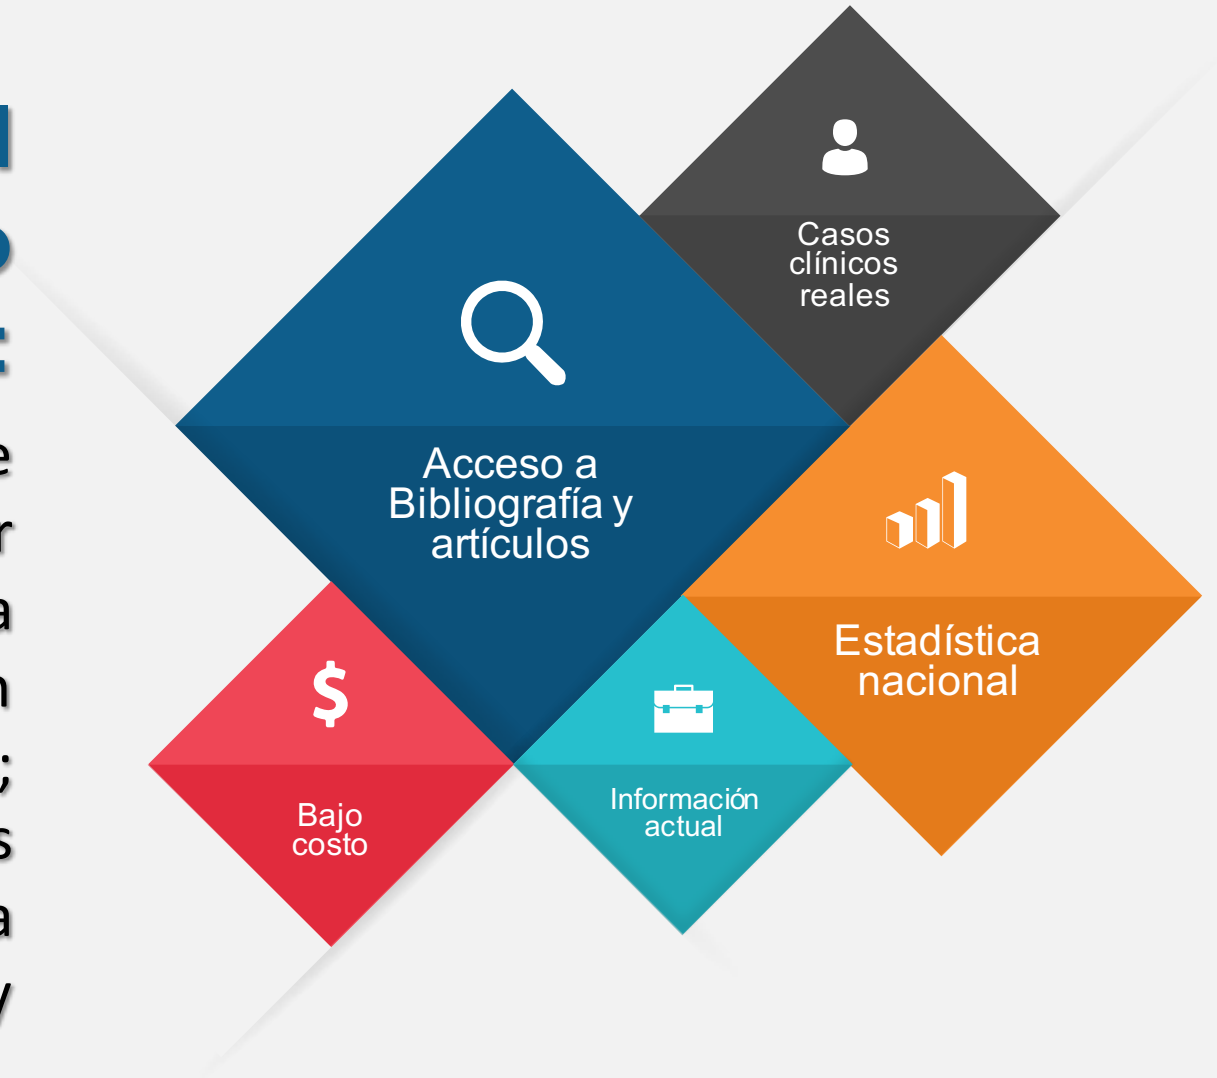 Casos
clínicos
reales
Acceso a
Bibliografía y
artículos
Estadística
nacional
Bajo
costo
Información
actual